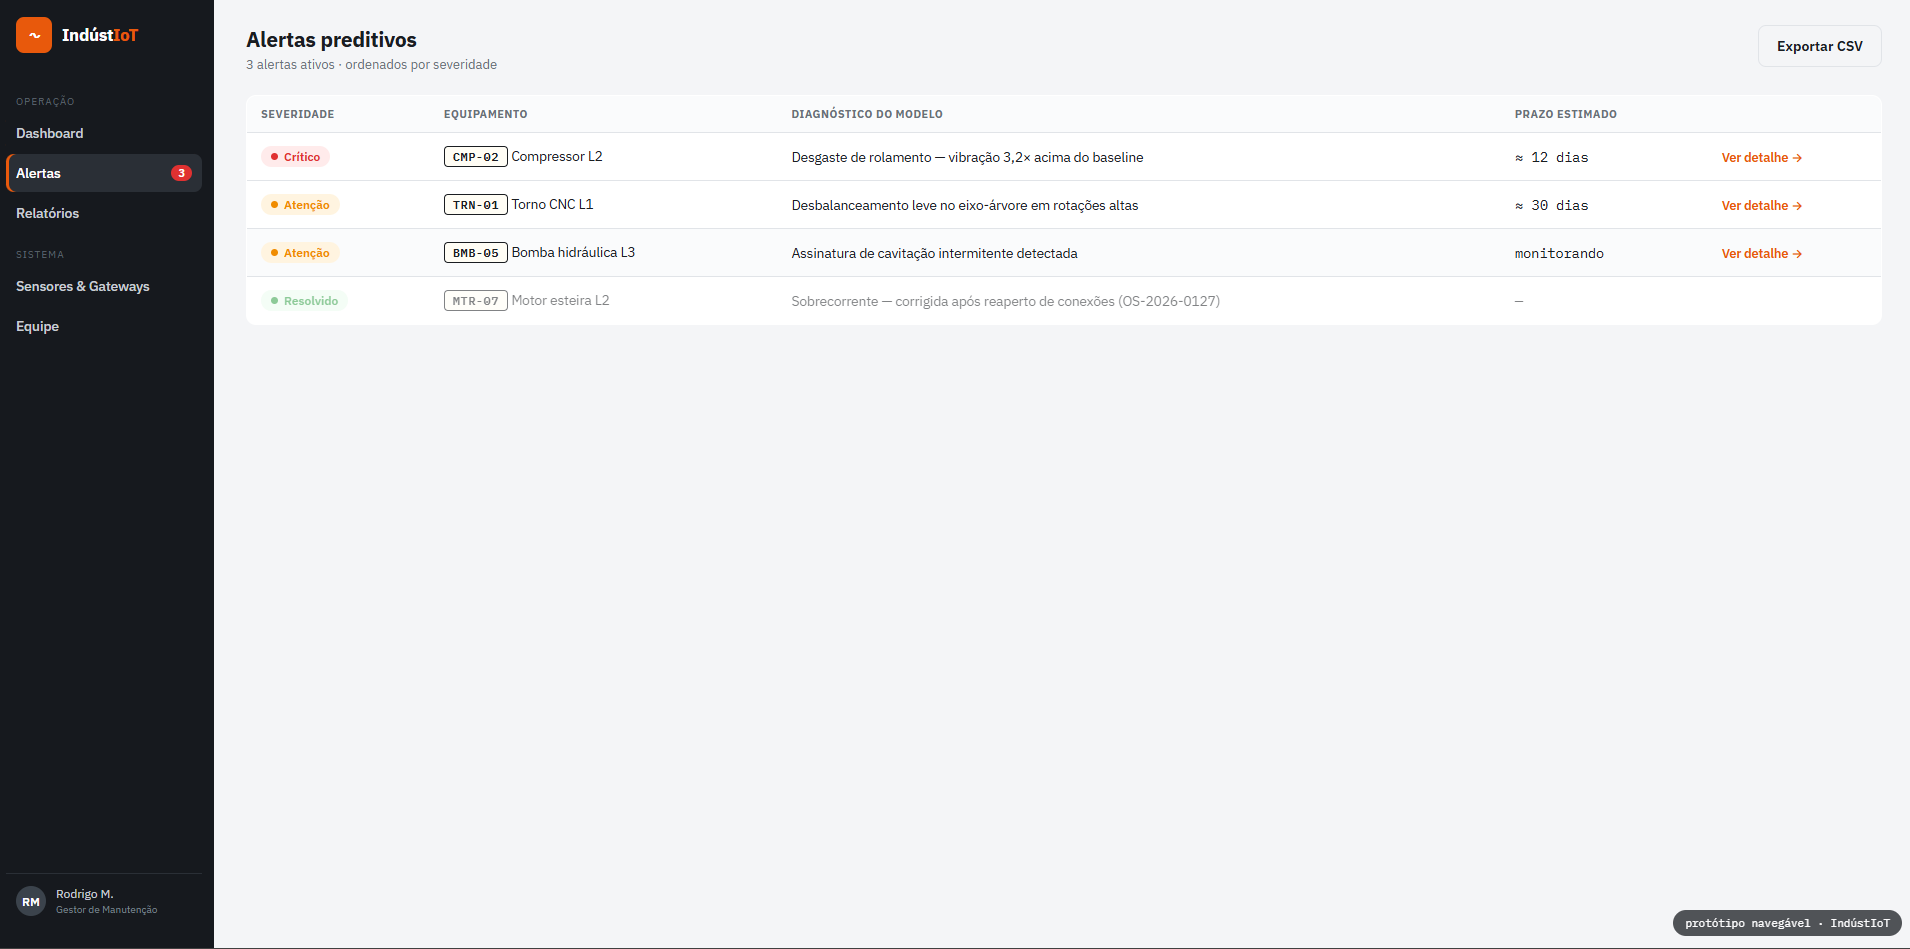 IndústIoT
OPERAÇÃO
Dashboard
Alertas 3
Relatórios
SISTEMA
Sensores & Gateways
Equipe
RM
Rodrigo M.
Gestor de Manutenção
Alertas preditivos
3 alertas ativos · ordenados por severidade
Exportar CSV
SEVERIDADE EQUIPAMENTO DIAGNÓSTICO DO MODELO PRAZO ESTIMADO
Crítico CMP-02 Compressor L2 Desgaste de rolamento — vibração 3,2× acima do baseline ≈ 12 dias Ver detalhe →
Atenção TRN-01 Torno CNC L1 Desbalanceamento leve no eixo-árvore em rotações altas ≈ 30 dias Ver detalhe →
Atenção BMB-05 Bomba hidráulica L3 Assinatura de cavitação intermitente detectada monitorando Ver detalhe →
Resolvido MTR-07 Motor esteira L2 Sobrecorrente — corrigida após reaperto de conexões (OS-2026-0127) —
protótipo navegável · IndústIoT